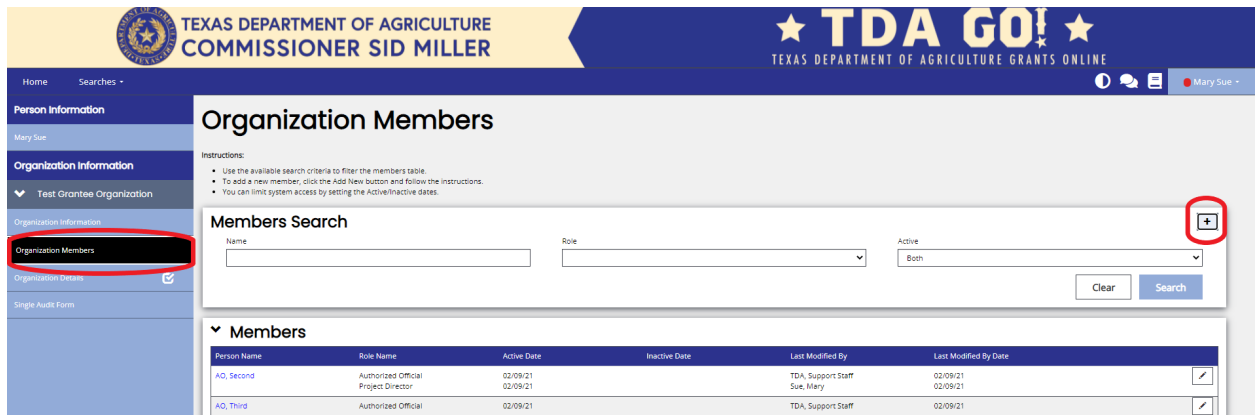 TEXAS DEPARTMENT OF AGRICULTURE
COMMISSIONER SID MILLER
TDA GO!
TEXAS DEPARTMENT OF AGRICULTURE GRANTS ONLINE
Home Searches
Mary Sue
Person Information
Mary Sue
Organization Information
Test Grantee Organization
Organization Information
Organization Members
Organization Details
Single Audit Form
Organization Members
Instructions:
Use the available search criteria to filter the members table.
To add a new member, click the Add New button and follow the instructions.
You can limit system access by setting the Active/Inactive dates.
Members Search
+
Name Role Active
Both
Clear Search
Members
Person Name Role Name Active Date Inactive Date Last Modified By Last Modified By Date
AO, Second Authorized Official 02/09/21 TDA, Support Staff 02/09/21
Project Director 02/09/21 Sue, Mary 02/09/21
AO, Third Authorized Official 02/09/21 TDA, Support Staff 02/09/21